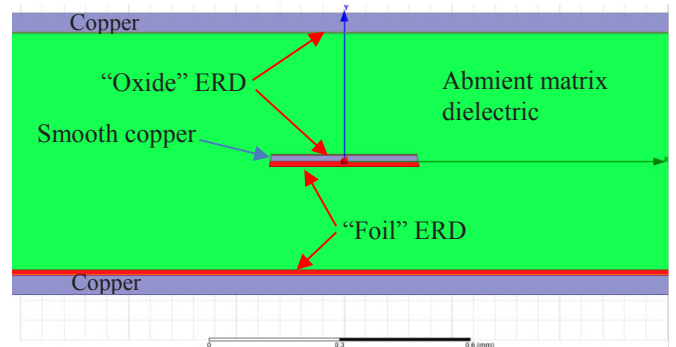 Copper
Y
“Oxide” ERD
Abmient matrix
dielectric
Smooth copper
X
“Foil” ERD
Copper
0
0.3
0.6 (mm)